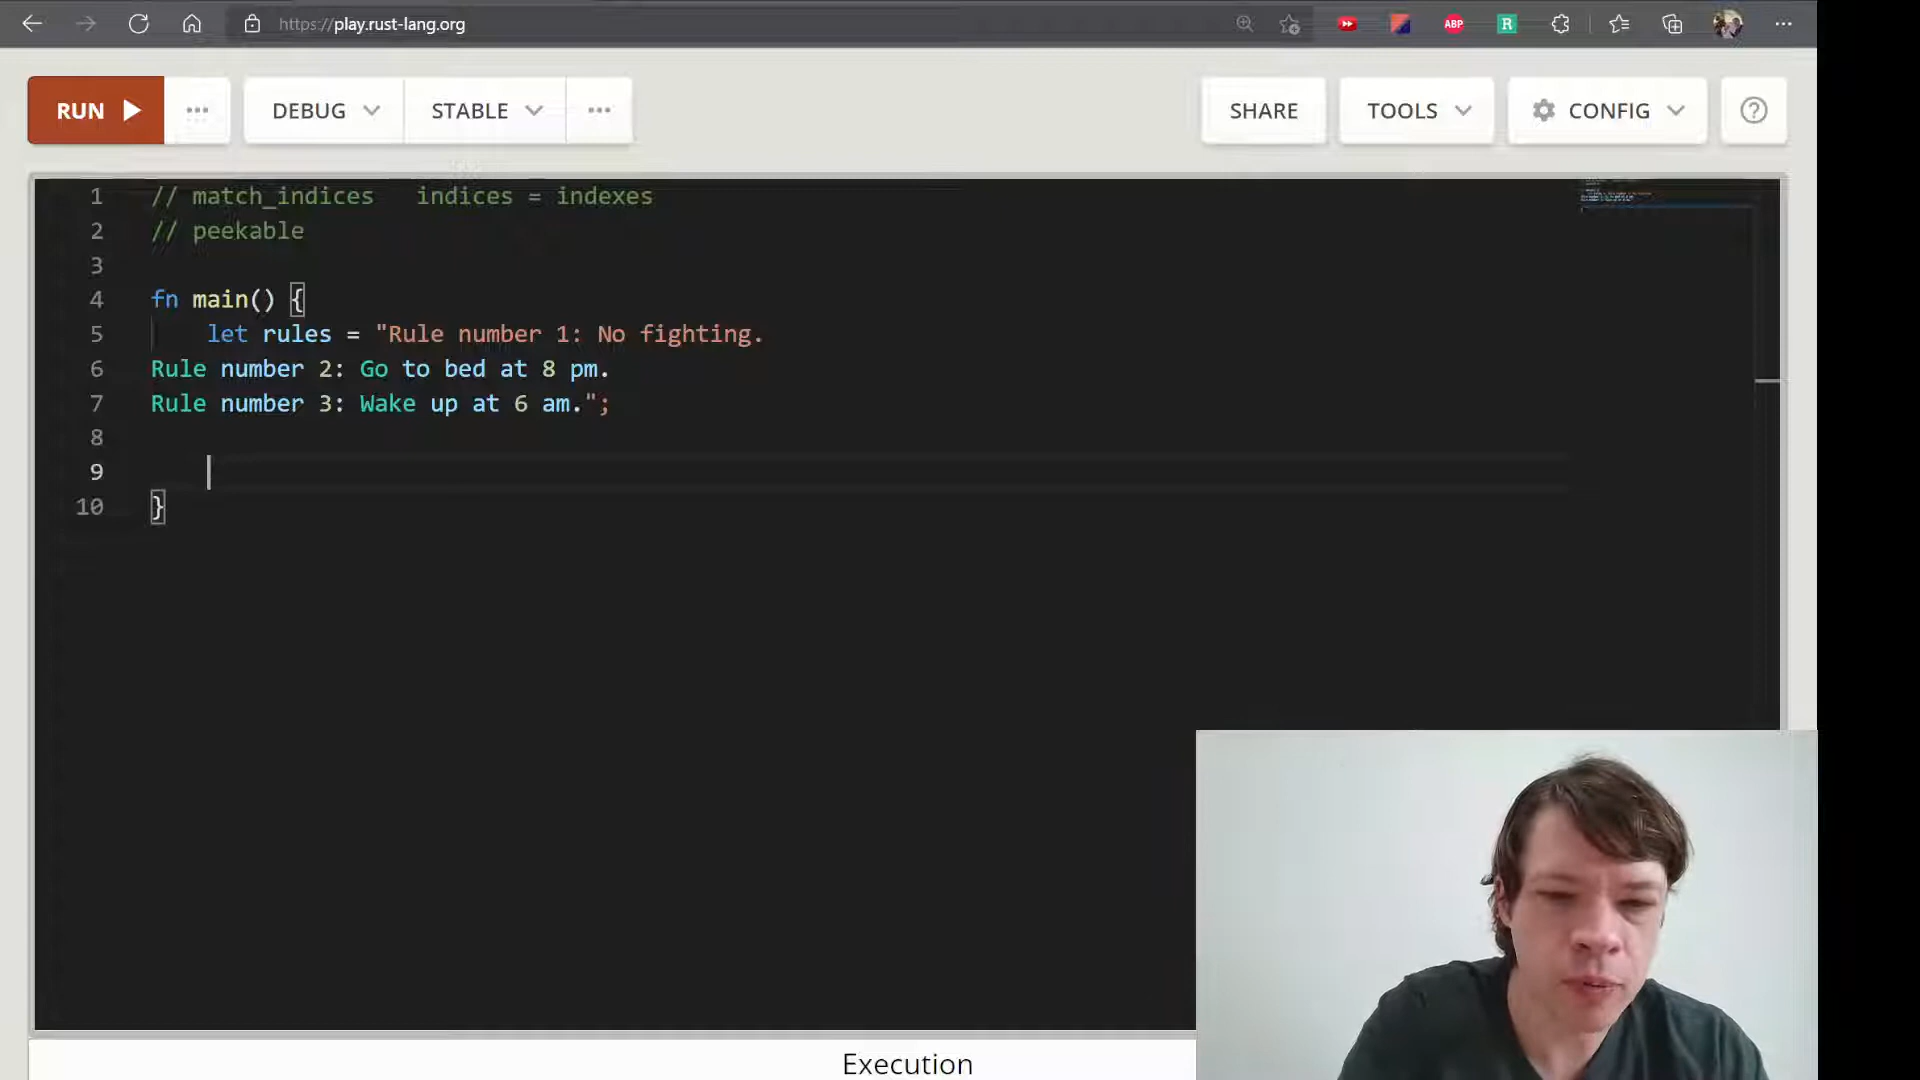 https://play.rust-lang.org
ABP
R
RUN
DEBUG
STABLE
SHARE
TOOLS
CONFIG
1 // match_indices   indices = indexes
2 // peekable
3
4 fn main() {
5     let rules = "Rule number 1: No fighting.
6 Rule number 2: Go to bed at 8 pm.
7 Rule number 3: Wake up at 6 am.";
8
9
10 }
Execution